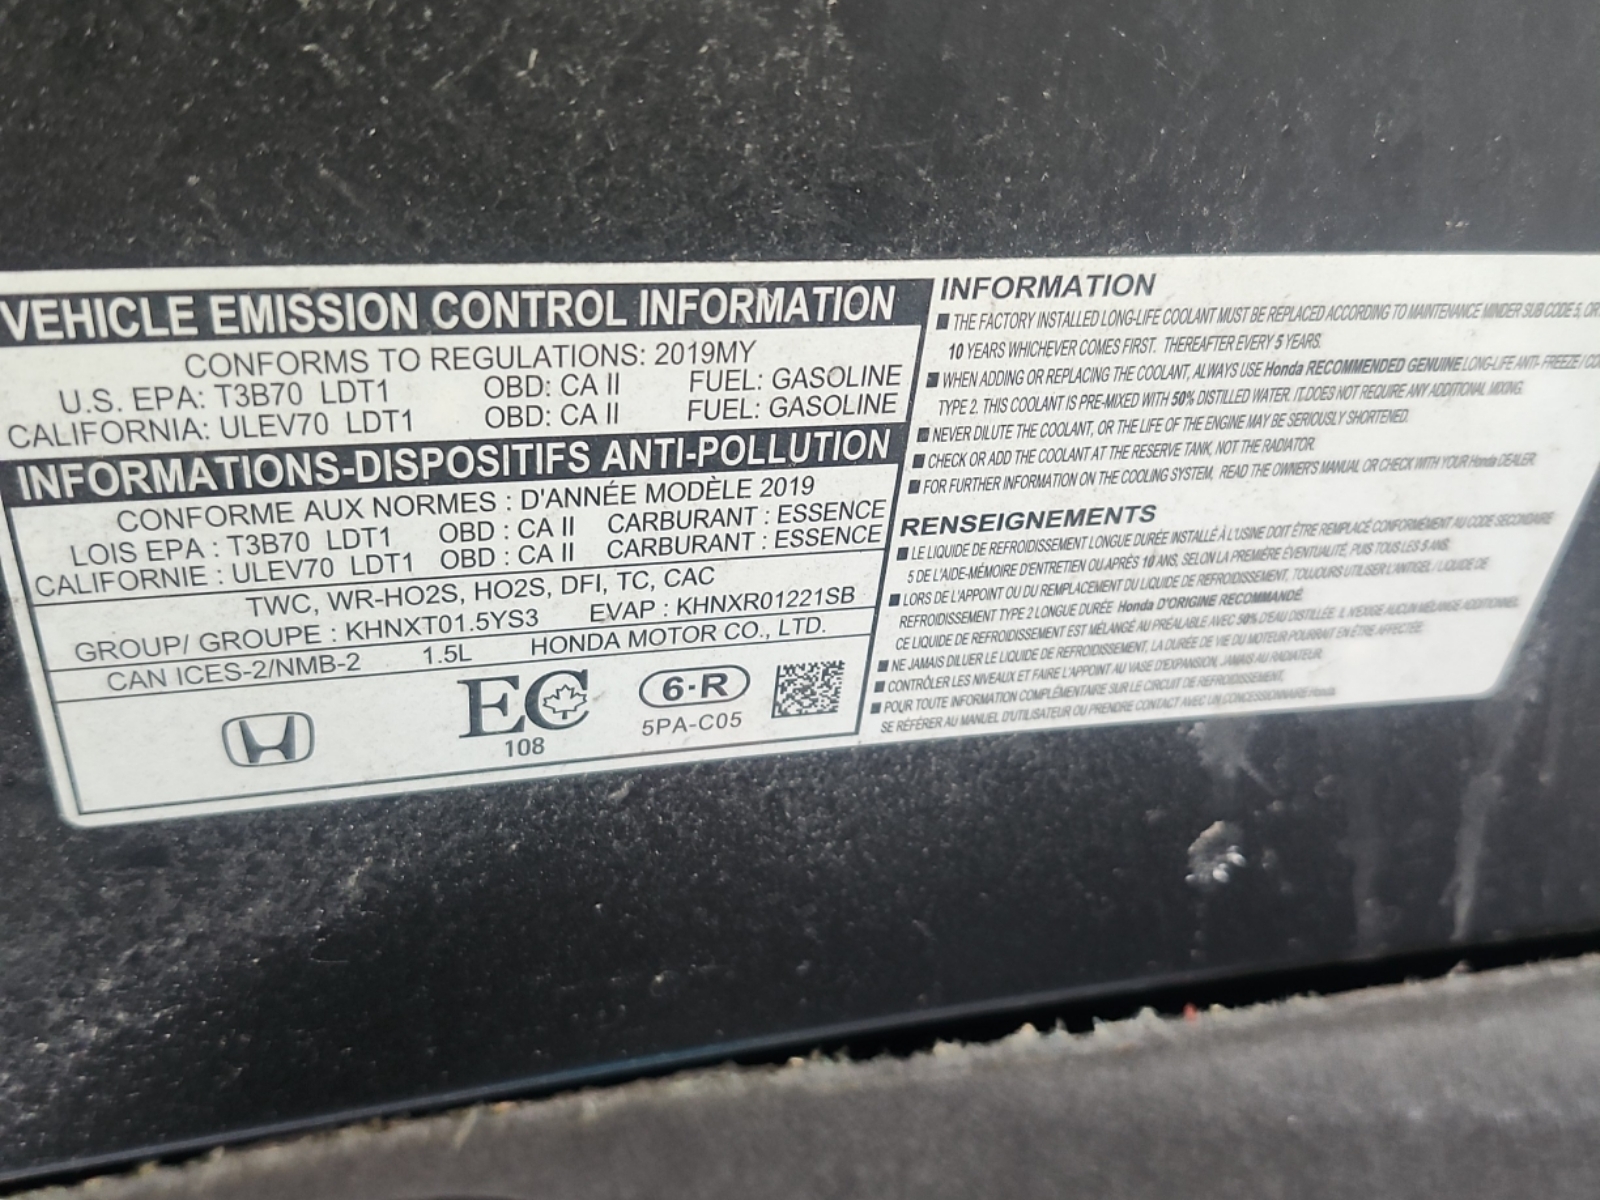 VEHICLE EMISSION CONTROL INFORMATION
CONFORMS TO REGULATIONS: 2019MY
U.S. EPA: T3B70 LDT1 OBD: CA II FUEL: GASOLINE
CALIFORNIA: ULEV70 LDT1 OBD: CA II FUEL: GASOLINE
INFORMATIONS-DISPOSITIFS ANTI-POLLUTION
CONFORME AUX NORMES : D'ANNÉE MODÈLE 2019
LOIS EPA : T3B70 LDT1 OBD : CA II CARBURANT : ESSENCE
CALIFORNIE : ULEV70 LDT1 OBD : CA II CARBURANT : ESSENCE
TWC, WR-HO2S, HO2S, DFI, TC, CAC
GROUP/ GROUPE : KHNXT01.5YS3 EVAP : KHNXR01221SB
CAN ICES-2/NMB-2 1.5L HONDA MOTOR CO., LTD.
EC 6-R
108 5PA-C05
INFORMATION
■ THE FACTORY INSTALLED LONG-LIFE COOLANT MUST BE REPLACED ACCORDING TO MAINTENANCE MINDER SUB CODE 5, OR
10 YEARS WHICHEVER COMES FIRST. THEREAFTER EVERY 5 YEARS.
■ WHEN ADDING OR REPLACING THE COOLANT, ALWAYS USE Honda RECOMMENDED GENUINE LONG-LIFE ANTI-FREEZE /
TYPE 2. THIS COOLANT IS PRE-MIXED WITH 50% DISTILLED WATER. IT DOES NOT REQUIRE ANY ADDITIONAL MIXING.
■ NEVER DILUTE THE COOLANT, OR THE LIFE OF THE ENGINE MAY BE SERIOUSLY SHORTENED.
■ CHECK OR ADD THE COOLANT AT THE RESERVE TANK, NOT THE RADIATOR.
■ FOR FURTHER INFORMATION ON THE COOLING SYSTEM, READ THE OWNER'S MANUAL OR CHECK WITH YOUR Honda DEALER.
RENSEIGNEMENTS
■ LE LIQUIDE DE REFROIDISSEMENT LONGUE DURÉE INSTALLÉ À L'USINE DOIT ÊTRE REMPLACÉ CONFORMÉMENT AU CODE SECONDAIRE
5 DE L'AIDE-MÉMOIRE D'ENTRETIEN OU APRÈS 10 ANS, SELON LA PREMIÈRE ÉVENTUALITÉ, PUIS TOUS LES 5 ANS.
■ LORS DE L'APPOINT OU DU REMPLACEMENT DU LIQUIDE DE REFROIDISSEMENT, TOUJOURS UTILISER L'ANTIGEL / LIQUIDE DE
REFROIDISSEMENT TYPE 2 LONGUE DURÉE Honda D'ORIGINE RECOMMANDÉ.
CE LIQUIDE DE REFROIDISSEMENT EST MÉLANGÉ AU PRÉALABLE AVEC 50% D'EAU DISTILLÉE. IL N'EXIGE AUCUN MÉLANGE ADDITIONNEL.
■ NE JAMAIS DILUER LE LIQUIDE DE REFROIDISSEMENT, LA DURÉE DE VIE DU MOTEUR POURRAIT EN ÊTRE AFFECTÉE.
■ CONTRÔLER LES NIVEAUX ET FAIRE L'APPOINT AU VASE D'EXPANSION, JAMAIS AU RADIATEUR.
■ POUR TOUTE INFORMATION COMPLÉMENTAIRE SUR LE CIRCUIT DE REFROIDISSEMENT,
SE RÉFÉRER AU MANUEL D'UTILISATEUR OU PRENDRE CONTACT AVEC UN CONCESSIONNAIRE Honda.